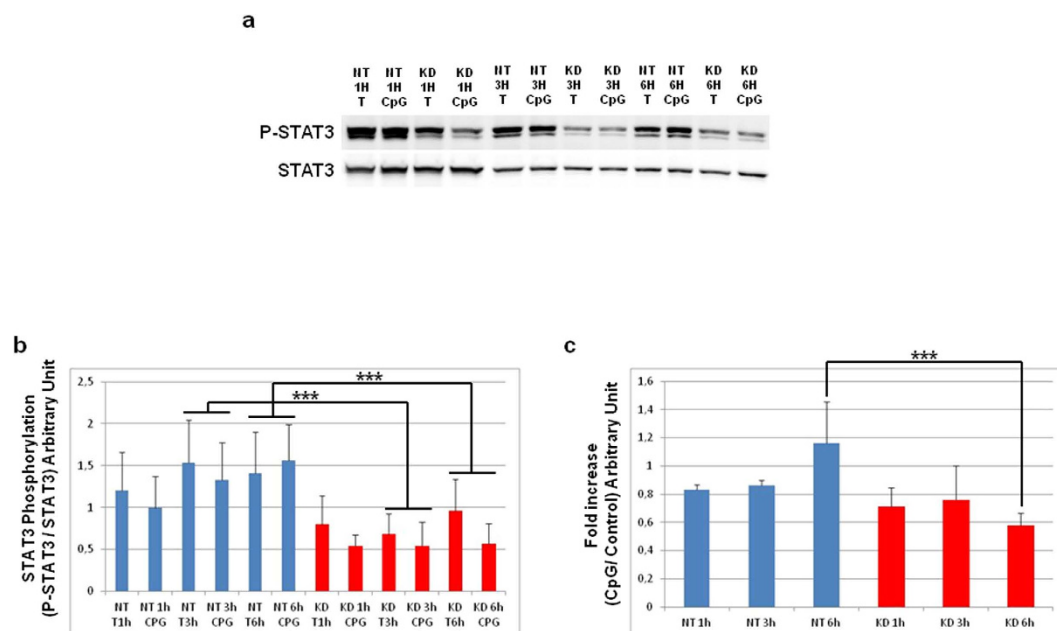 a
NT NT KD KD NT NT KD KD NT NT KD KD
1H 1H 1H 1H 3H 3H 3H 3H 6H 6H 6H 6H
T CpG T CpG T CpG T CpG T CpG T CpG
P-STAT3
STAT3
b
STAT3 Phosphorylation
(P-STAT3 / STAT3) Arbitrary Unit
2,5
2
1,5
1
0,5
0
***
***
NT NT 1h NT NT 3h NT NT 6h KD KD 1h KD KD 3h KD KD 6h
T1h CPG T3h CPG T6h CPG T1h CPG T3h CPG T6h CPG
c
Fold increase
(CpG/ Control) Arbitrary Unit
1.6
1.4
1.2
1
0.8
0.6
0.4
0.2
0
***
NT 1h NT 3h NT 6h KD 1h KD 3h KD 6h